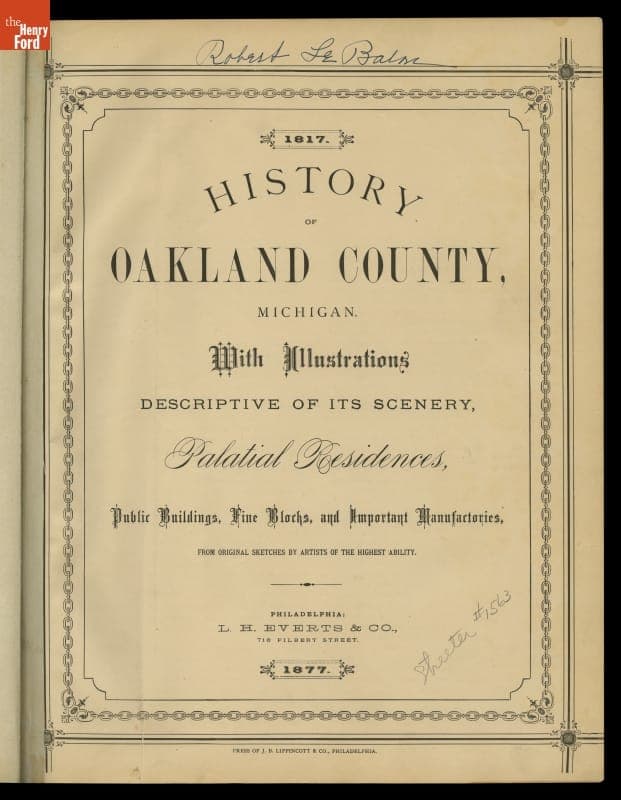 the
Henry
Ford
Robert Le Baron
1817.
HISTORY
OF
OAKLAND COUNTY,
MICHIGAN.
With Illustrations
DESCRIPTIVE OF ITS SCENERY,
Palatial Residences,
Public Buildings, Fine Blocks, and Important Manufactories,
FROM ORIGINAL SKETCHES BY ARTISTS OF THE HIGHEST ABILITY.
PHILADELPHIA:
L. H. EVERTS & CO.,
716 FILBERT STREET.
Streeter #1563
1877.
PRESS OF J. B. LIPPINCOTT & CO., PHILADELPHIA.